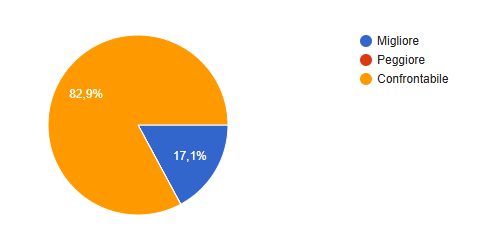 Migliore
Peggiore
Confrontabile
82,9%
17,1%